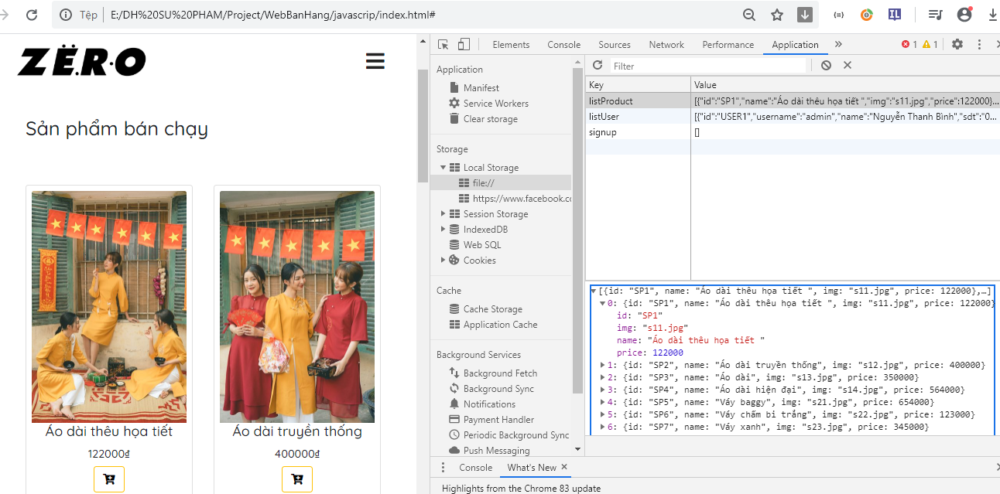 Tệp
E:/DH%20SU%20PHAM/Project/WebBanHang/javascrip/index.html#
IL
ZËR.O
Sản phẩm bán chạy
Áo dài thêu họa tiết
122000₫
Áo dài truyền thống
400000₫
Elements Console Sources Network Performance Application » 1 1
Application
Manifest
Service Workers
Clear storage
Storage
Local Storage
file://
https://www.facebook.co
Session Storage
IndexedDB
Web SQL
Cookies
Cache
Cache Storage
Application Cache
Background Services
Background Fetch
Background Sync
Notifications
Payment Handler
Periodic Background Sync
Push Messaging
Filter
Key Value
listProduct [{"id":"SP1","name":"Áo dài thêu họa tiết ","img":"s11.jpg","price":122000}...
listUser [{"id":"USER1","username":"admin","name":"Nguyễn Thanh Bình","sdt":"0...
signup []
[{id: "SP1", name: "Áo dài thêu họa tiết ", img: "s11.jpg", price: 122000},…]
0: {id: "SP1", name: "Áo dài thêu họa tiết ", img: "s11.jpg", price: 122000}
id: "SP1"
img: "s11.jpg"
name: "Áo dài thêu họa tiết "
price: 122000
1: {id: "SP2", name: "Áo dài truyền thống", img: "s12.jpg", price: 400000}
2: {id: "SP3", name: "Áo dài", img: "s13.jpg", price: 350000}
3: {id: "SP4", name: "Áo dài hiện đại", img: "s14.jpg", price: 564000}
4: {id: "SP5", name: "Váy baggy", img: "s21.jpg", price: 654000}
5: {id: "SP6", name: "Váy chấm bi trắng", img: "s22.jpg", price: 123000}
6: {id: "SP7", name: "Váy xanh", img: "s23.jpg", price: 345000}
Console What's New ×
Highlights from the Chrome 83 update